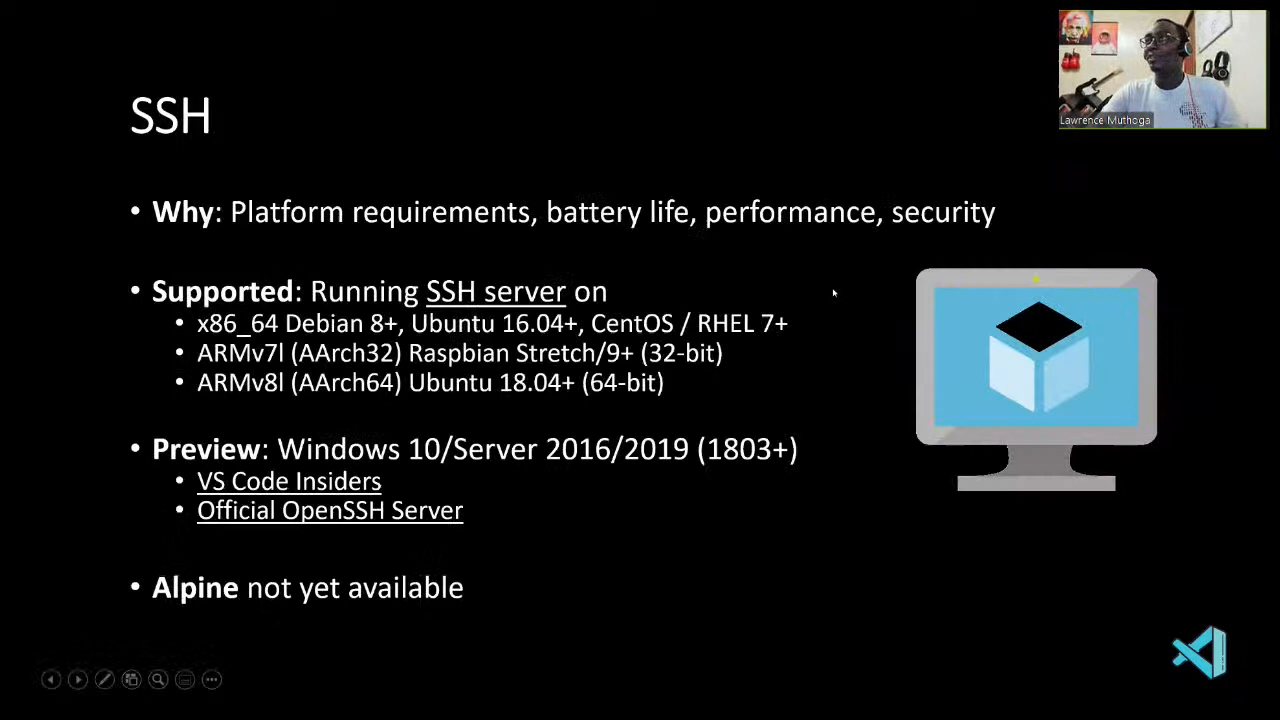 SSH
Lawrence Muthoga
• Why: Platform requirements, battery life, performance, security
• Supported: Running SSH server on
• x86_64 Debian 8+, Ubuntu 16.04+, CentOS / RHEL 7+
• ARMv7l (AArch32) Raspbian Stretch/9+ (32-bit)
• ARMv8l (AArch64) Ubuntu 18.04+ (64-bit)
• Preview: Windows 10/Server 2016/2019 (1803+)
• VS Code Insiders
• Official OpenSSH Server
• Alpine not yet available